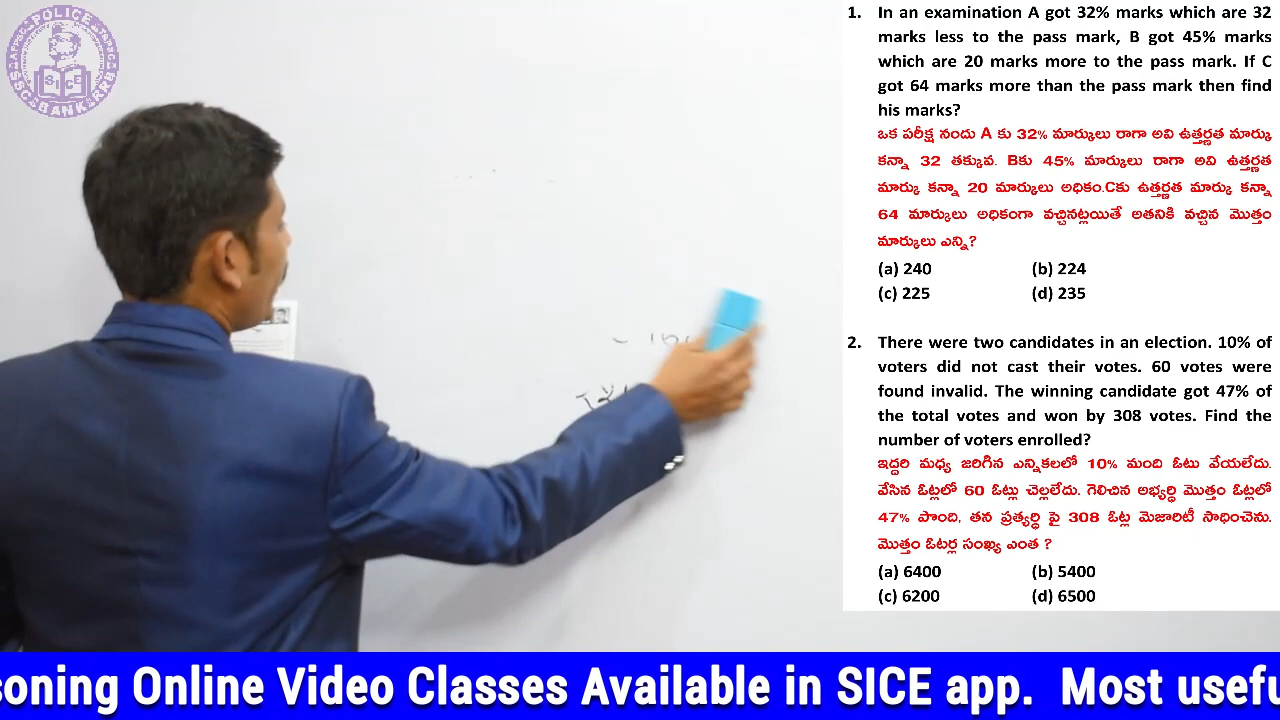 POLICE
SICE
BANK
1. In an examination A got 32% marks which are 32
marks less to the pass mark, B got 45% marks
which are 20 marks more to the pass mark. If C
got 64 marks more than the pass mark then find
his marks?
ఒక పరీక్ష నందు A కు 32% మార్కులు రాగా అవి ఉత్తర్ణత మార్కు
కన్నా 32 తక్కువ. Bకు 45% మార్కులు రాగా అవి ఉత్తర్ణత
మార్కు కన్నా 20 మార్కులు అధికం.Cకు ఉత్తర్ణత మార్కు కన్నా
64 మార్కులు అధికంగా వచ్చినట్లయితే అతనికి వచ్చిన మొత్తం
మార్కులు ఎన్ని?
(a) 240 (b) 224
(c) 225 (d) 235
2. There were two candidates in an election. 10% of
voters did not cast their votes. 60 votes were
found invalid. The winning candidate got 47% of
the total votes and won by 308 votes. Find the
number of voters enrolled?
ఇద్దరి మధ్య జరిగిన ఎన్నికలలో 10% మంది ఓటు వేయలేదు.
వేసిన ఓట్లలో 60 ఓట్లు చెల్లలేదు. గెలిచిన అభ్యర్ధి మొత్తం ఓట్లలో
47% పొంది, తన ప్రత్యర్ధి పై 308 ఓట్ల మెజారిటీ సాధించెను.
మొత్తం ఓటర్ల సంఖ్య ఎంత ?
(a) 6400 (b) 5400
(c) 6200 (d) 6500
soning Online Video Classes Available in SICE app. Most usefu